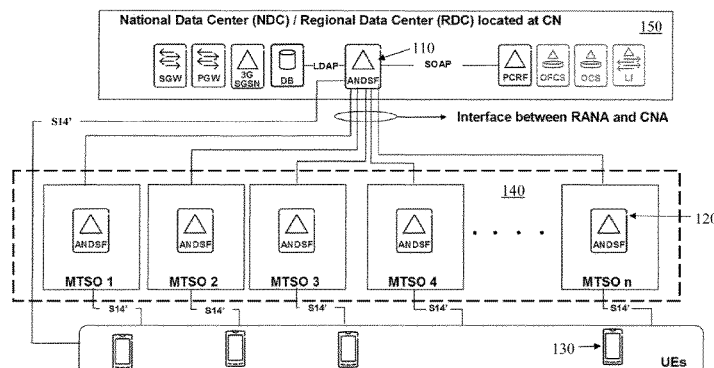 National Data Center (NDC) / Regional Data Center (RDC) located at CN
150
110
SGW
PGW
3G
SGSN
DB
LDAP
ANDSF
SOAP
PCRF
OFCS
OCS
LI
S14'
Interface between RANA and CNA
140
120
ANDSF
ANDSF
ANDSF
ANDSF
ANDSF
MTSO 1
MTSO 2
MTSO 3
MTSO 4
MTSO n
S14'
S14'
S14'
S14'
S14'
130
UEs